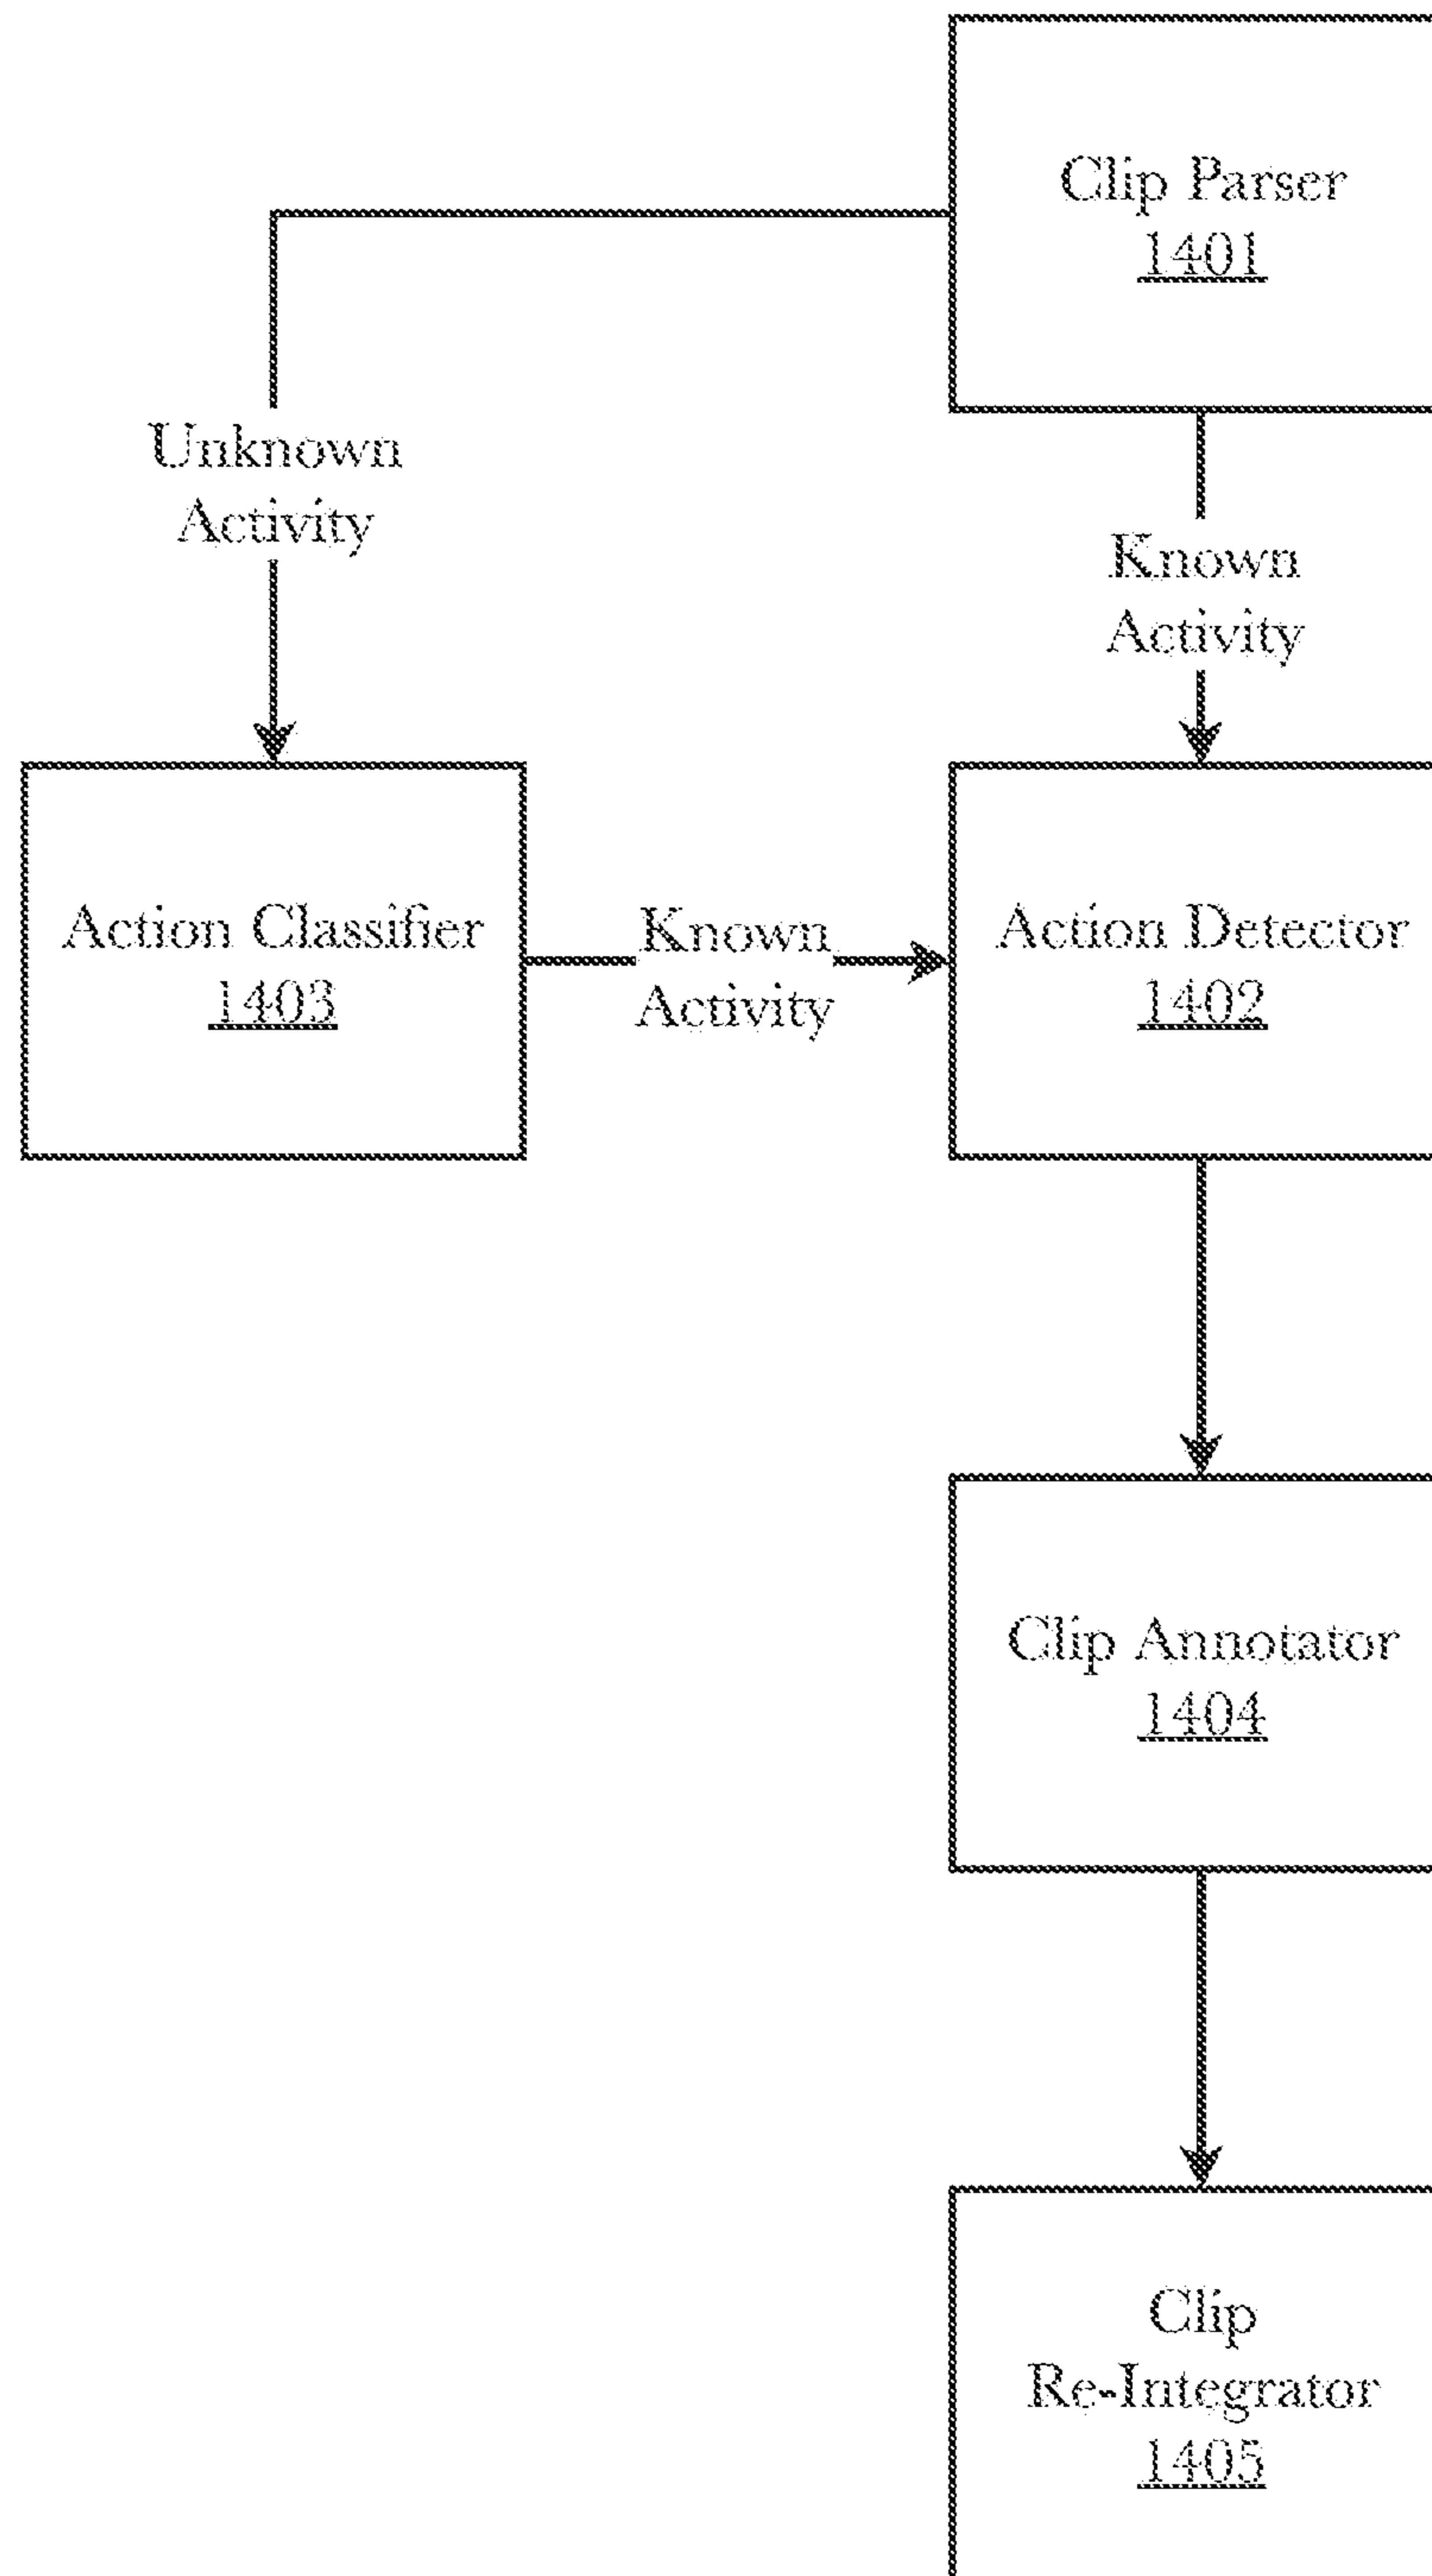 Clip Parser
1401
Unknown
Activity
Known
Activity
Action Classifier
1403
Known
Activity
Action Detector
1402
Clip Annotator
1404
Clip
Re-Integrator
1405